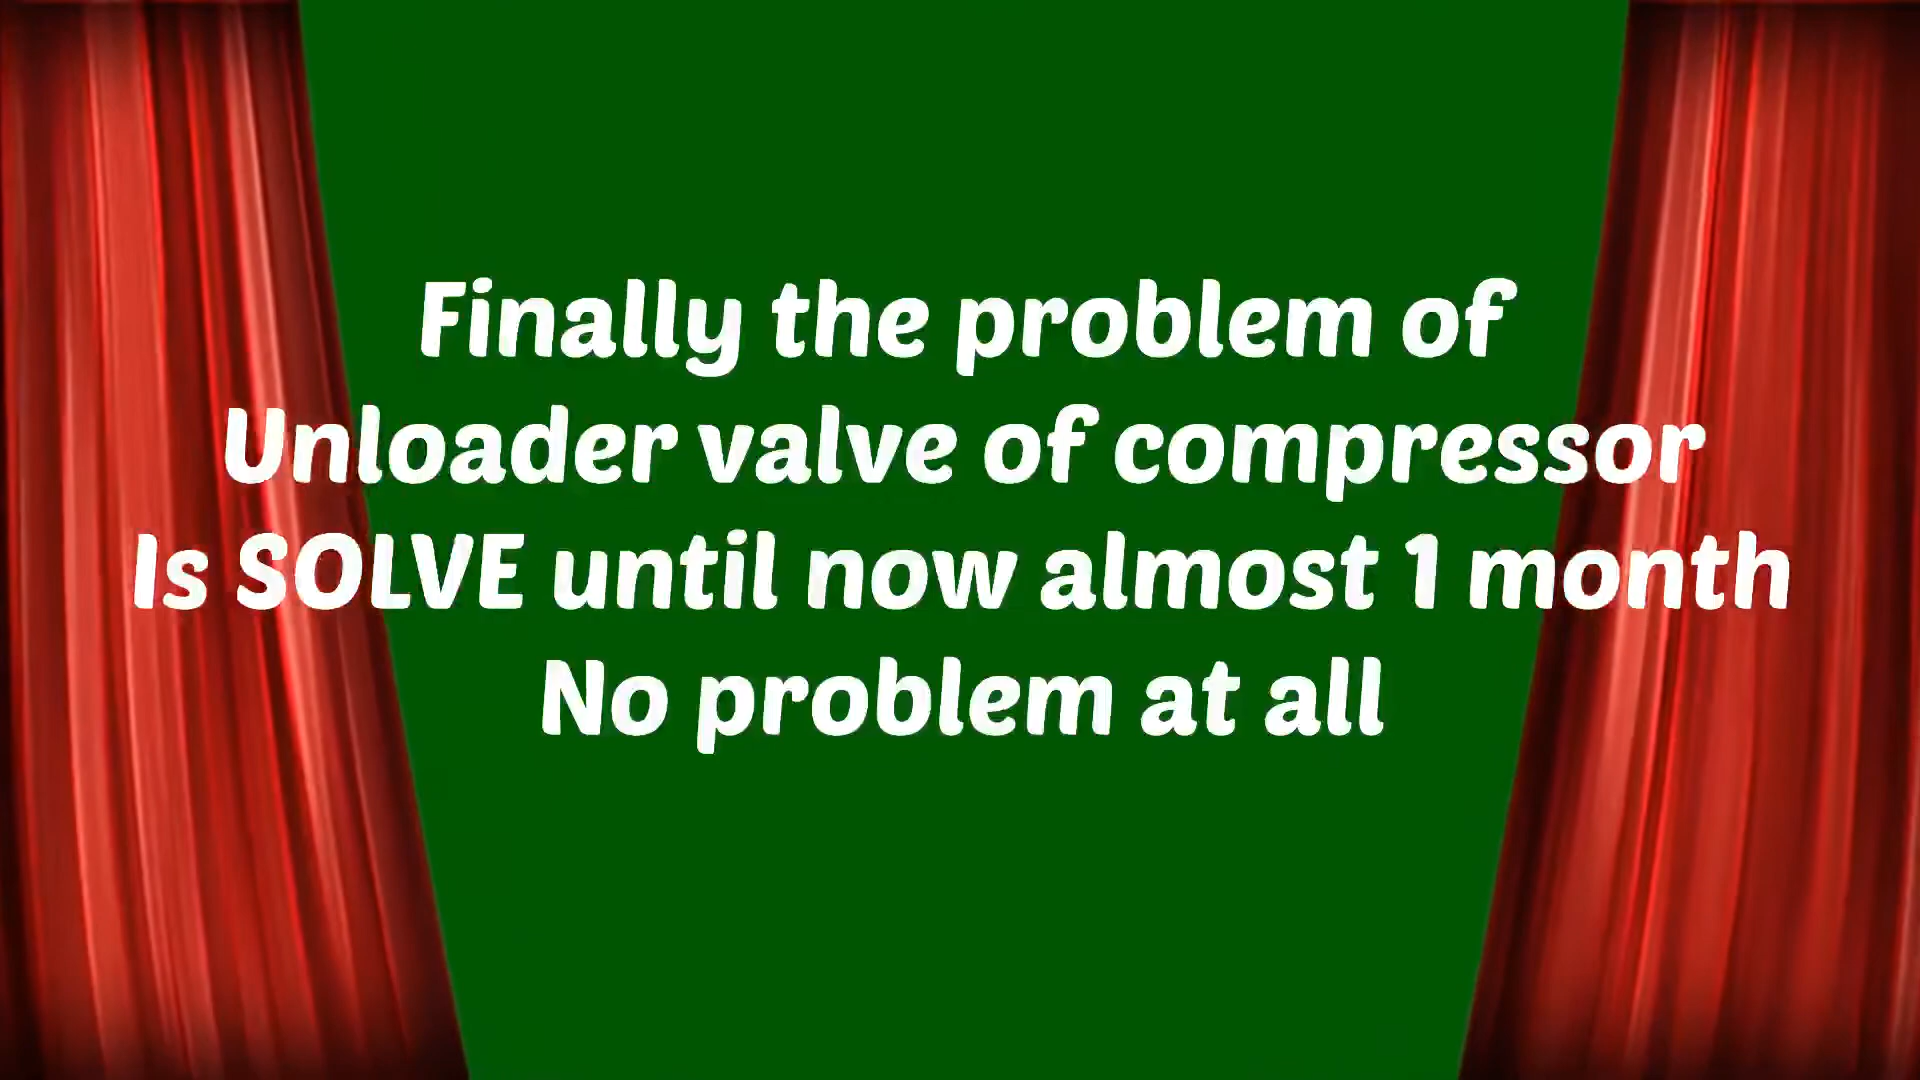 Finally the problem of
Unloader valve of compressor
Is SOLVE until now almost 1 month
No problem at all